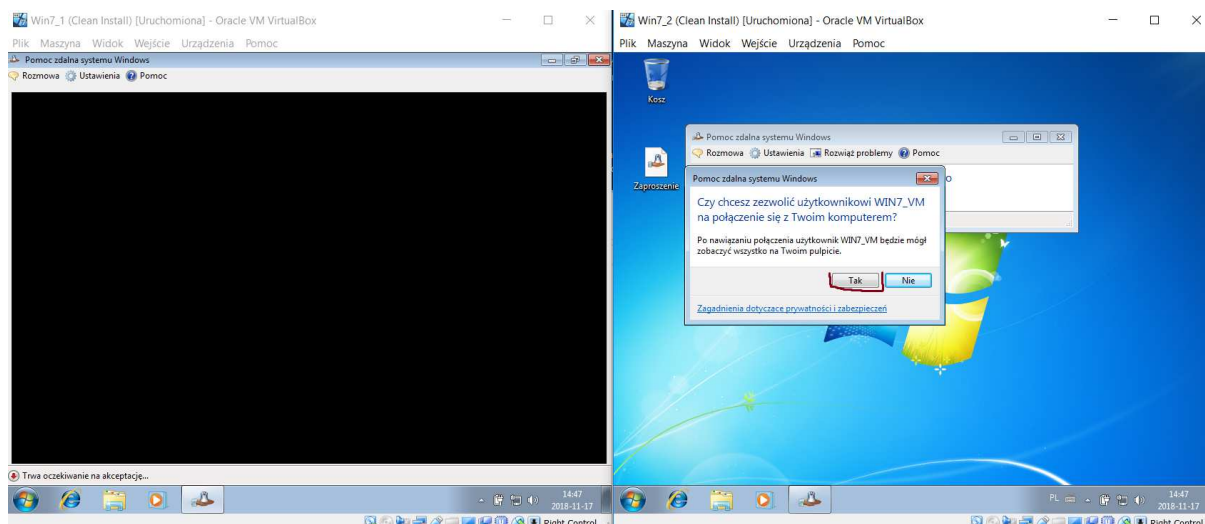 Win7_1 (Clean Install) [Uruchomiona] - Oracle VM VirtualBox
Plik Maszyna Widok Wejście Urządzenia Pomoc
Pomoc zdalna systemu Windows
Rozmowa Ustawienia Pomoc
Trwa oczekiwanie na akceptację...
14:47
2018-11-17
Right Control
Win7_2 (Clean Install) [Uruchomiona] - Oracle VM VirtualBox
Plik Maszyna Widok Wejście Urządzenia Pomoc
Kosz
Zaproszenie
Pomoc zdalna systemu Windows
Rozmowa Ustawienia Rozwiąż problemy Pomoc
Pomoc zdalna systemu Windows
Czy chcesz zezwolić użytkownikowi WIN7_VM
na połączenie się z Twoim komputerem?
Po nawiązaniu połączenia użytkownik WIN7_VM będzie mógł
zobaczyć wszystko na Twoim pulpicie.
Tak Nie
Zagadnienia dotyczące prywatności i zabezpieczeń
PL
14:47
2018-11-17
Right Control